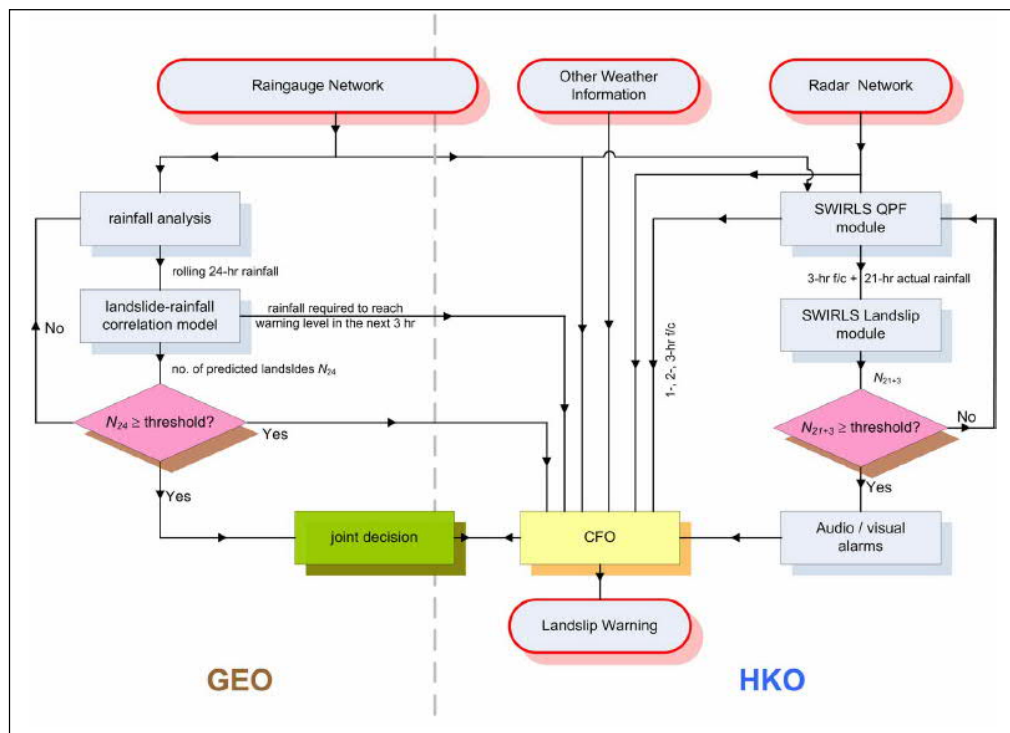 Raingauge Network
Other Weather
Information
Radar Network
rainfall analysis
SWIRLS QPF
module
rolling 24-hr rainfall
3-hr f/c + 21-hr actual rainfall
landslide-rainfall
correlation model
rainfall required to reach
warning level in the next 3 hr
No
1-, 2-, 3-hr f/c
SWIRLS Landslip
module
no. of predicted landsldes N24
N21+3
N24 ≥ threshold?
Yes
N21+3 ≥ threshold?
No
Yes
Yes
joint decision
CFO
Audio / visual
alarms
Landslip Warning
GEO
HKO